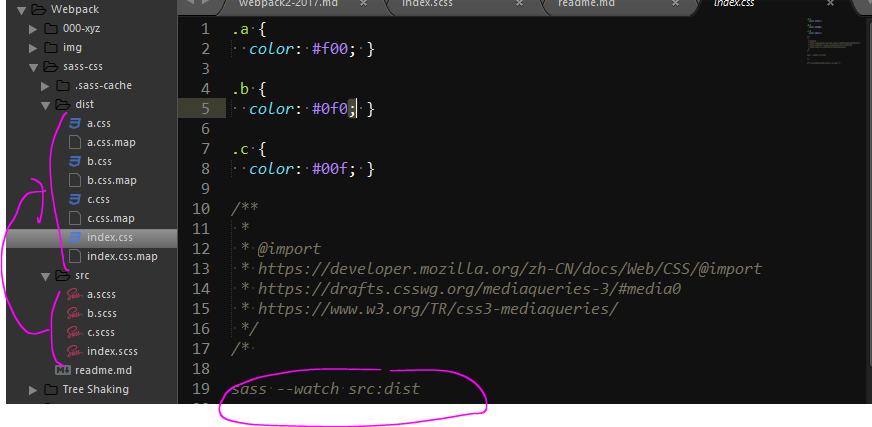 Webpack
000-xyz
img
sass-css
.sass-cache
dist
a.css
a.css.map
b.css
b.css.map
c.css
c.css.map
index.css
index.css.map
src
a.scss
b.scss
c.scss
index.scss
readme.md
Tree Shaking
webpack2-2017.md
index.scss
readme.md
index.css
1 .a {
2   color: #f00; }
3
4 .b {
5   color: #0f0; }
6
7 .c {
8   color: #00f; }
9
10 /**
11  *
12  * @import
13  * https://developer.mozilla.org/zh-CN/docs/Web/CSS/@import
14  * https://drafts.csswg.org/mediaqueries-3/#media0
15  * https://www.w3.org/TR/css3-mediaqueries/
16  */
17 /*
18
19 sass --watch src:dist